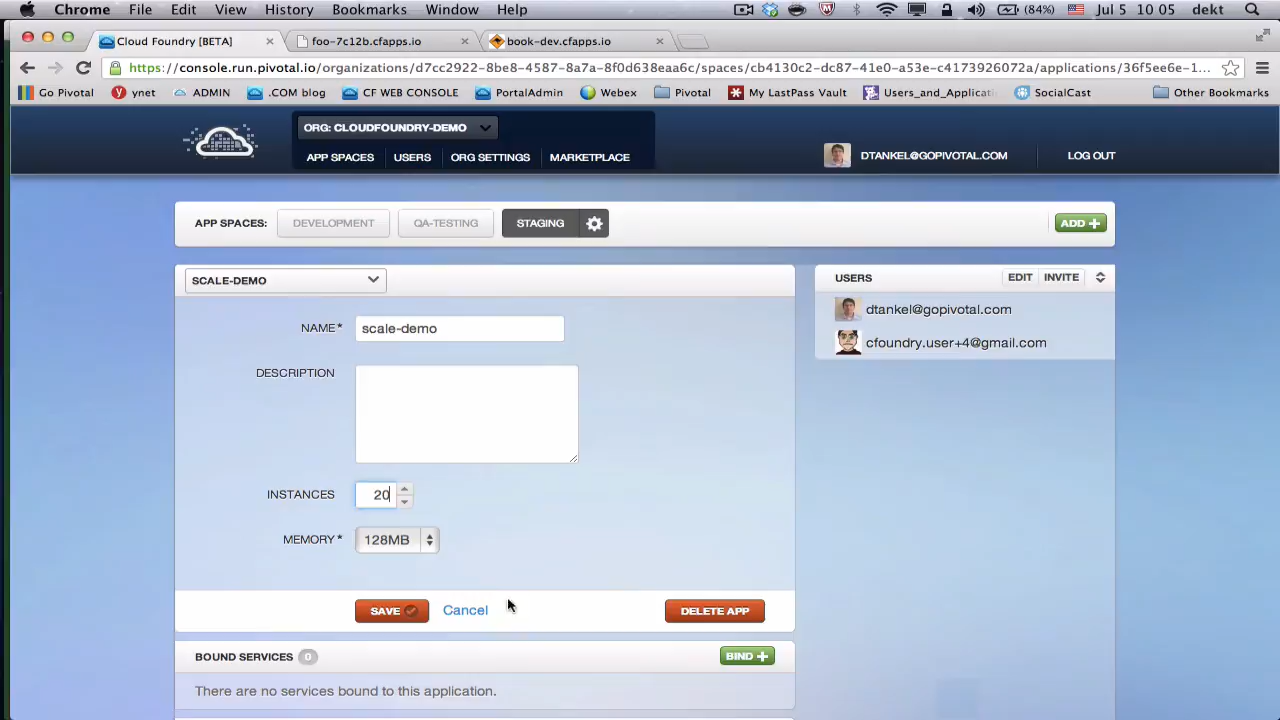 Chrome File Edit View History Bookmarks Window Help (84%) Jul 5 10 05 dekt
Cloud Foundry [BETA] foo-7c12b.cfapps.io book-dev.cfapps.io
https://console.run.pivotal.io/organizations/d7cc2922-8be8-4587-8a7a-8f0d638eaa6c/spaces/cb4130c2-dc87-41e0-a53e-c4173926072a/applications/36f5ee6e-1...
Go Pivotal ynet ADMIN .COM blog CF WEB CONSOLE PortalAdmin Webex Pivotal My LastPass Vault Users_and_Applicati SocialCast Other Bookmarks
ORG: CLOUDFOUNDRY-DEMO
APP SPACES USERS ORG SETTINGS MARKETPLACE DTANKEL@GOPIVOTAL.COM LOG OUT
APP SPACES: DEVELOPMENT QA-TESTING STAGING ADD
SCALE-DEMO
USERS EDIT INVITE
dtankel@gopivotal.com
cfoundry.user+4@gmail.com
NAME* scale-demo
DESCRIPTION
INSTANCES 20
MEMORY* 128MB
SAVE Cancel DELETE APP
BOUND SERVICES 0 BIND
There are no services bound to this application.